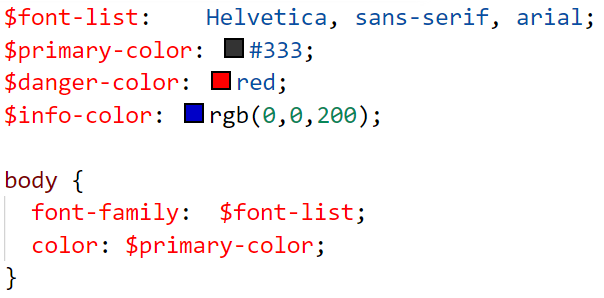 $font-list:    Helvetica, sans-serif, arial;
$primary-color: #333;
$danger-color: red;
$info-color: rgb(0,0,200);

body {
  font-family:  $font-list;
  color: $primary-color;
}